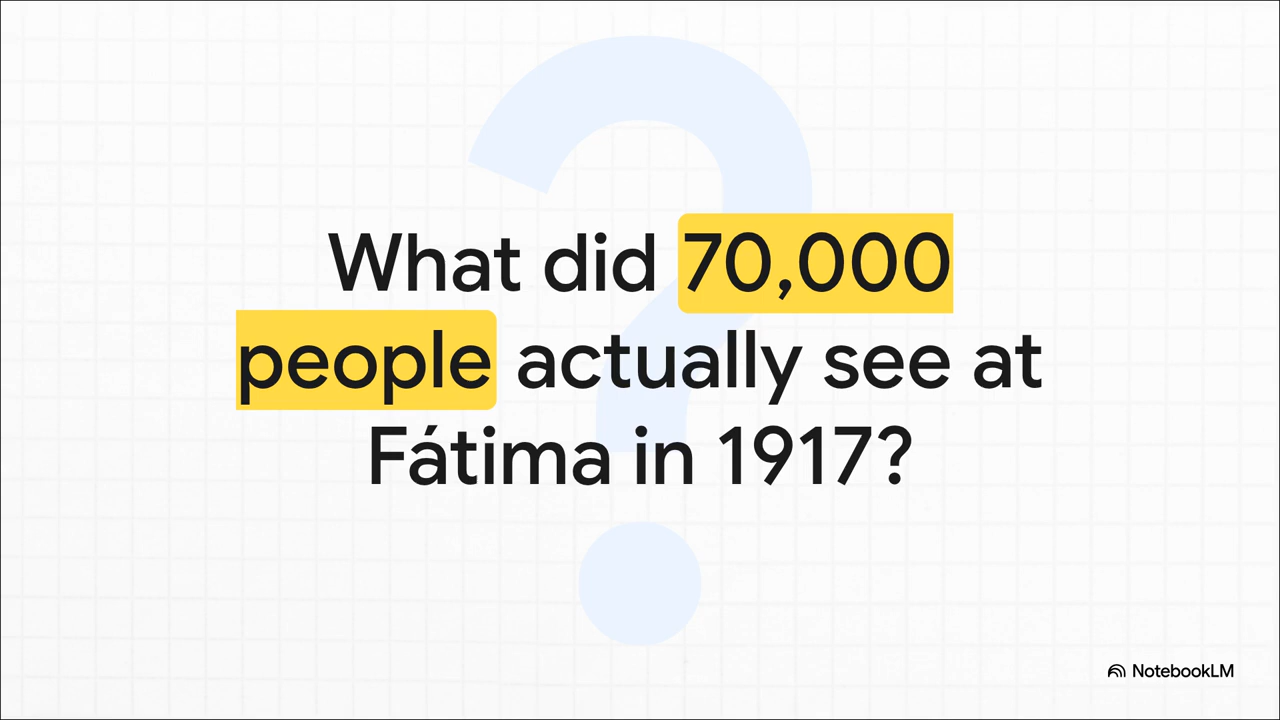 What did 70,000
people actually see at
Fátima in 1917?
NotebookLM